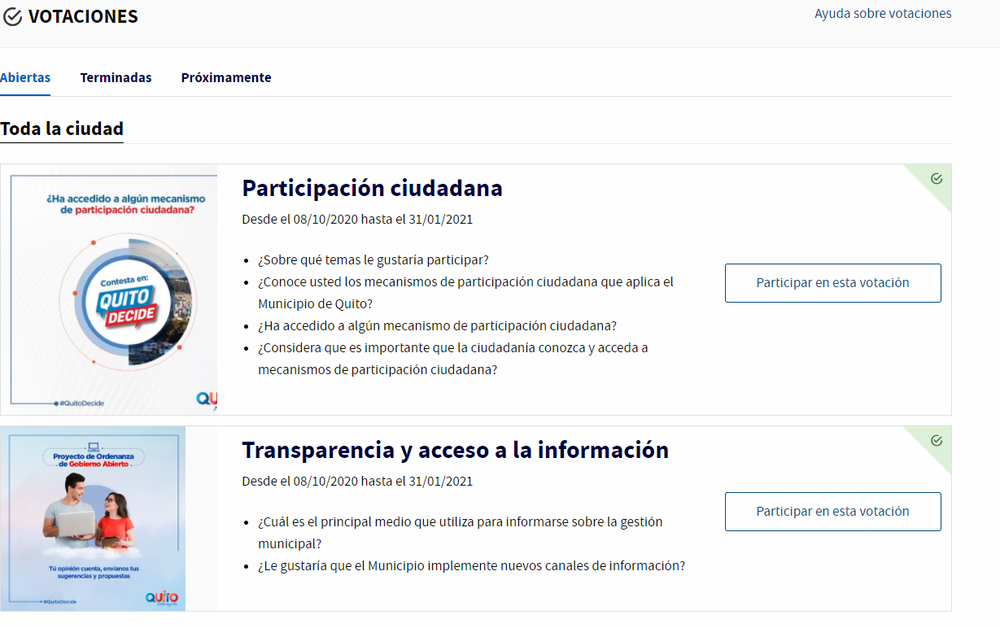 VOTACIONES
Ayuda sobre votaciones
Abiertas
Terminadas
Próximamente
Toda la ciudad
¿Ha accedido a algún mecanismo
de participación ciudadana?
Contesta en:
QUITO
DECIDE
#QuitoDecide
QU
Participación ciudadana
Desde el 08/10/2020 hasta el 31/01/2021
¿Sobre qué temas le gustaría participar?
¿Conoce usted los mecanismos de participación ciudadana que aplica el
Municipio de Quito?
¿Ha accedido a algún mecanismo de participación ciudadana?
¿Considera que es importante que la ciudadanía conozca y acceda a
mecanismos de participación ciudadana?
Participar en esta votación
Proyecto de Ordenanza
de Gobierno Abierto
Tú opinión cuenta, envíanos tus
sugerencias y propuestas
#QuitoDecide
QUITO
Transparencia y acceso a la información
Desde el 08/10/2020 hasta el 31/01/2021
¿Cuál es el principal medio que utiliza para informarse sobre la gestión
municipal?
¿Le gustaría que el Municipio implemente nuevos canales de información?
Participar en esta votación